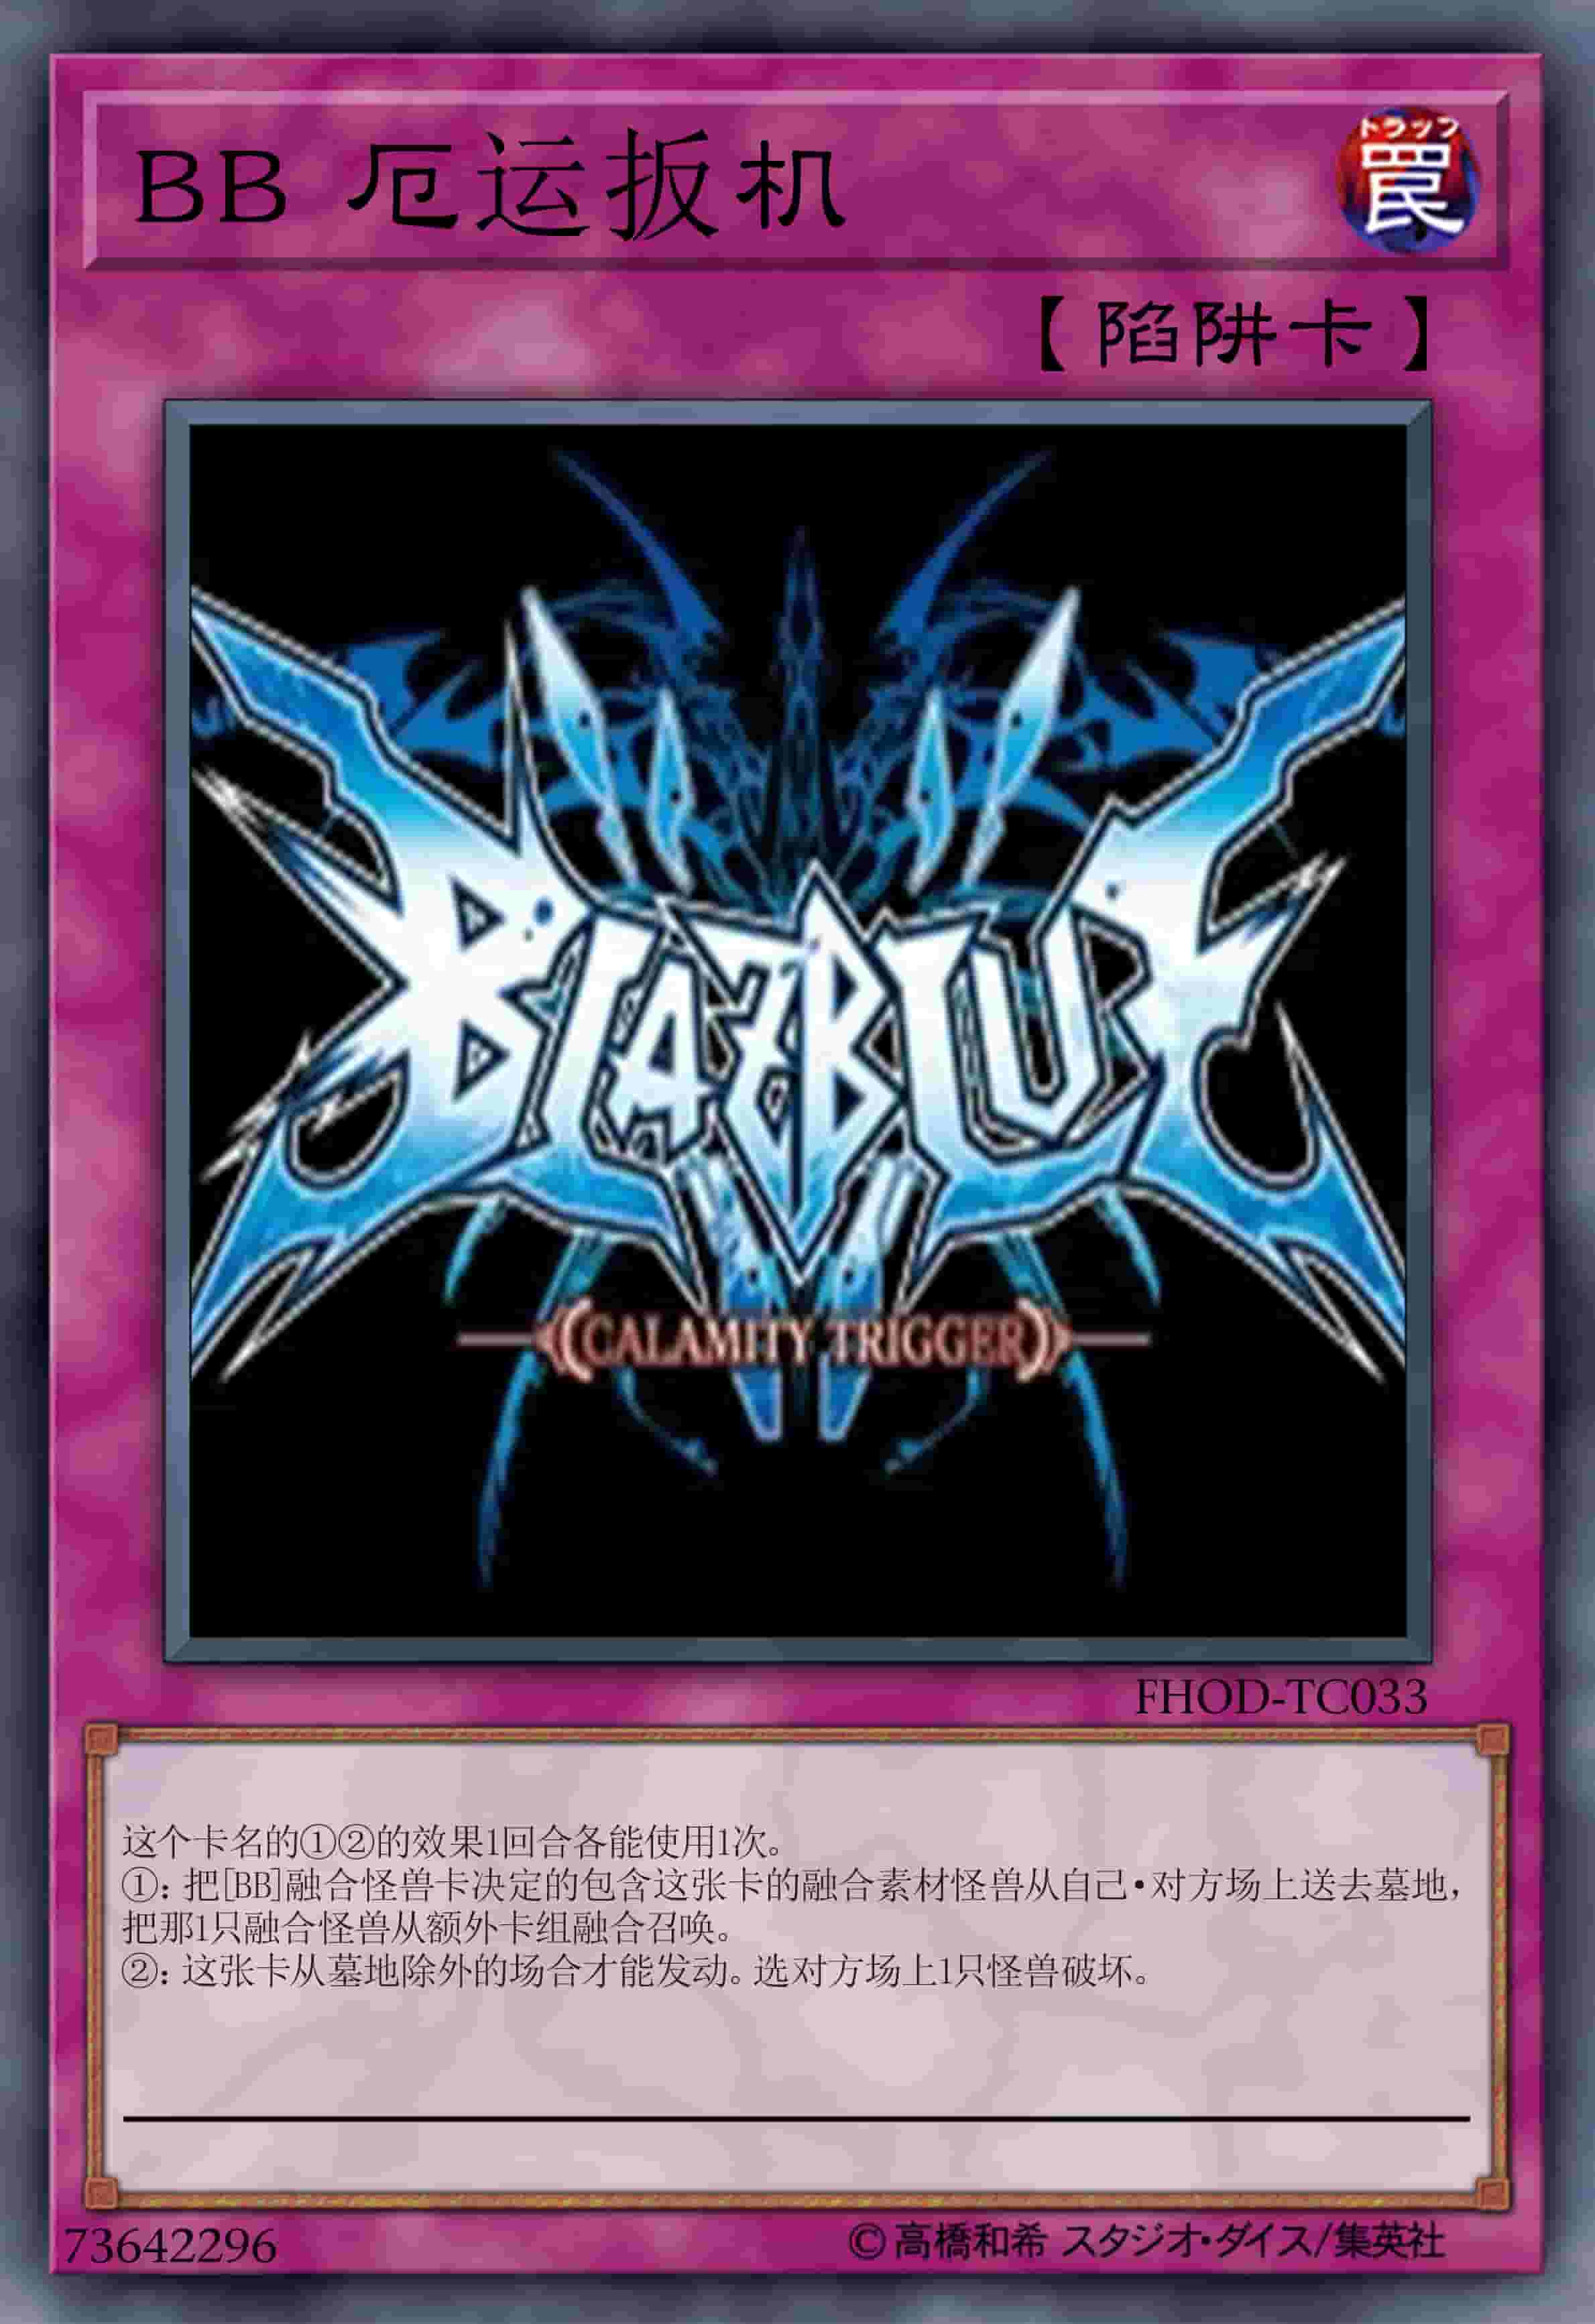 BB 厄运扳机
トラップ
罠
【 陷阱卡 】
BLAZBLUE
CALAMITY TRIGGER
FHOD-TC033
这个卡名的①②的效果1回合各能使用1次。
①：把[BB]融合怪兽卡决定的包含这张卡的融合素材怪兽从自己・对方场上送去墓地，
把那1只融合怪兽从额外卡组融合召唤。
②：这张卡从墓地除外的场合才能发动。选对方场上1只怪兽破坏。
73642296
©高橋和希 スタジオ・ダイス/集英社